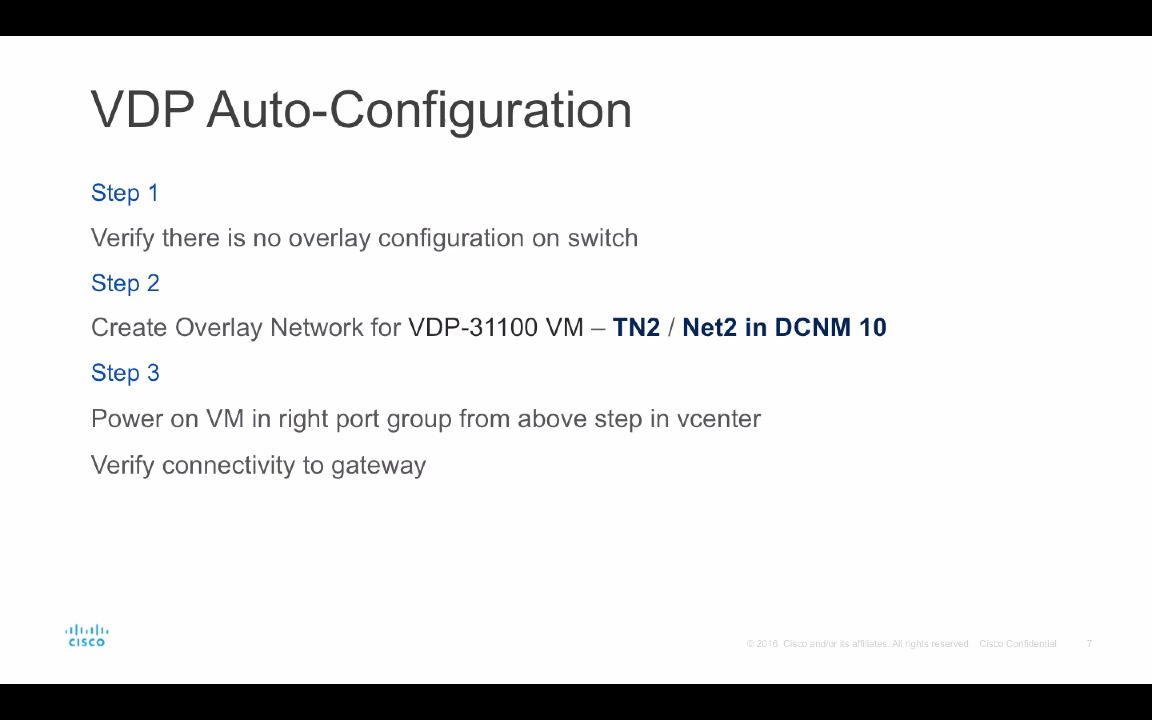 VDP Auto-Configuration
Step 1
Verify there is no overlay configuration on switch
Step 2
Create Overlay Network for VDP-31100 VM – TN2 / Net2 in DCNM 10
Step 3
Power on VM in right port group from above step in vcenter
Verify connectivity to gateway
CISCO
© 2016 Cisco and/or its affiliates. All rights reserved Cisco Confidential 7